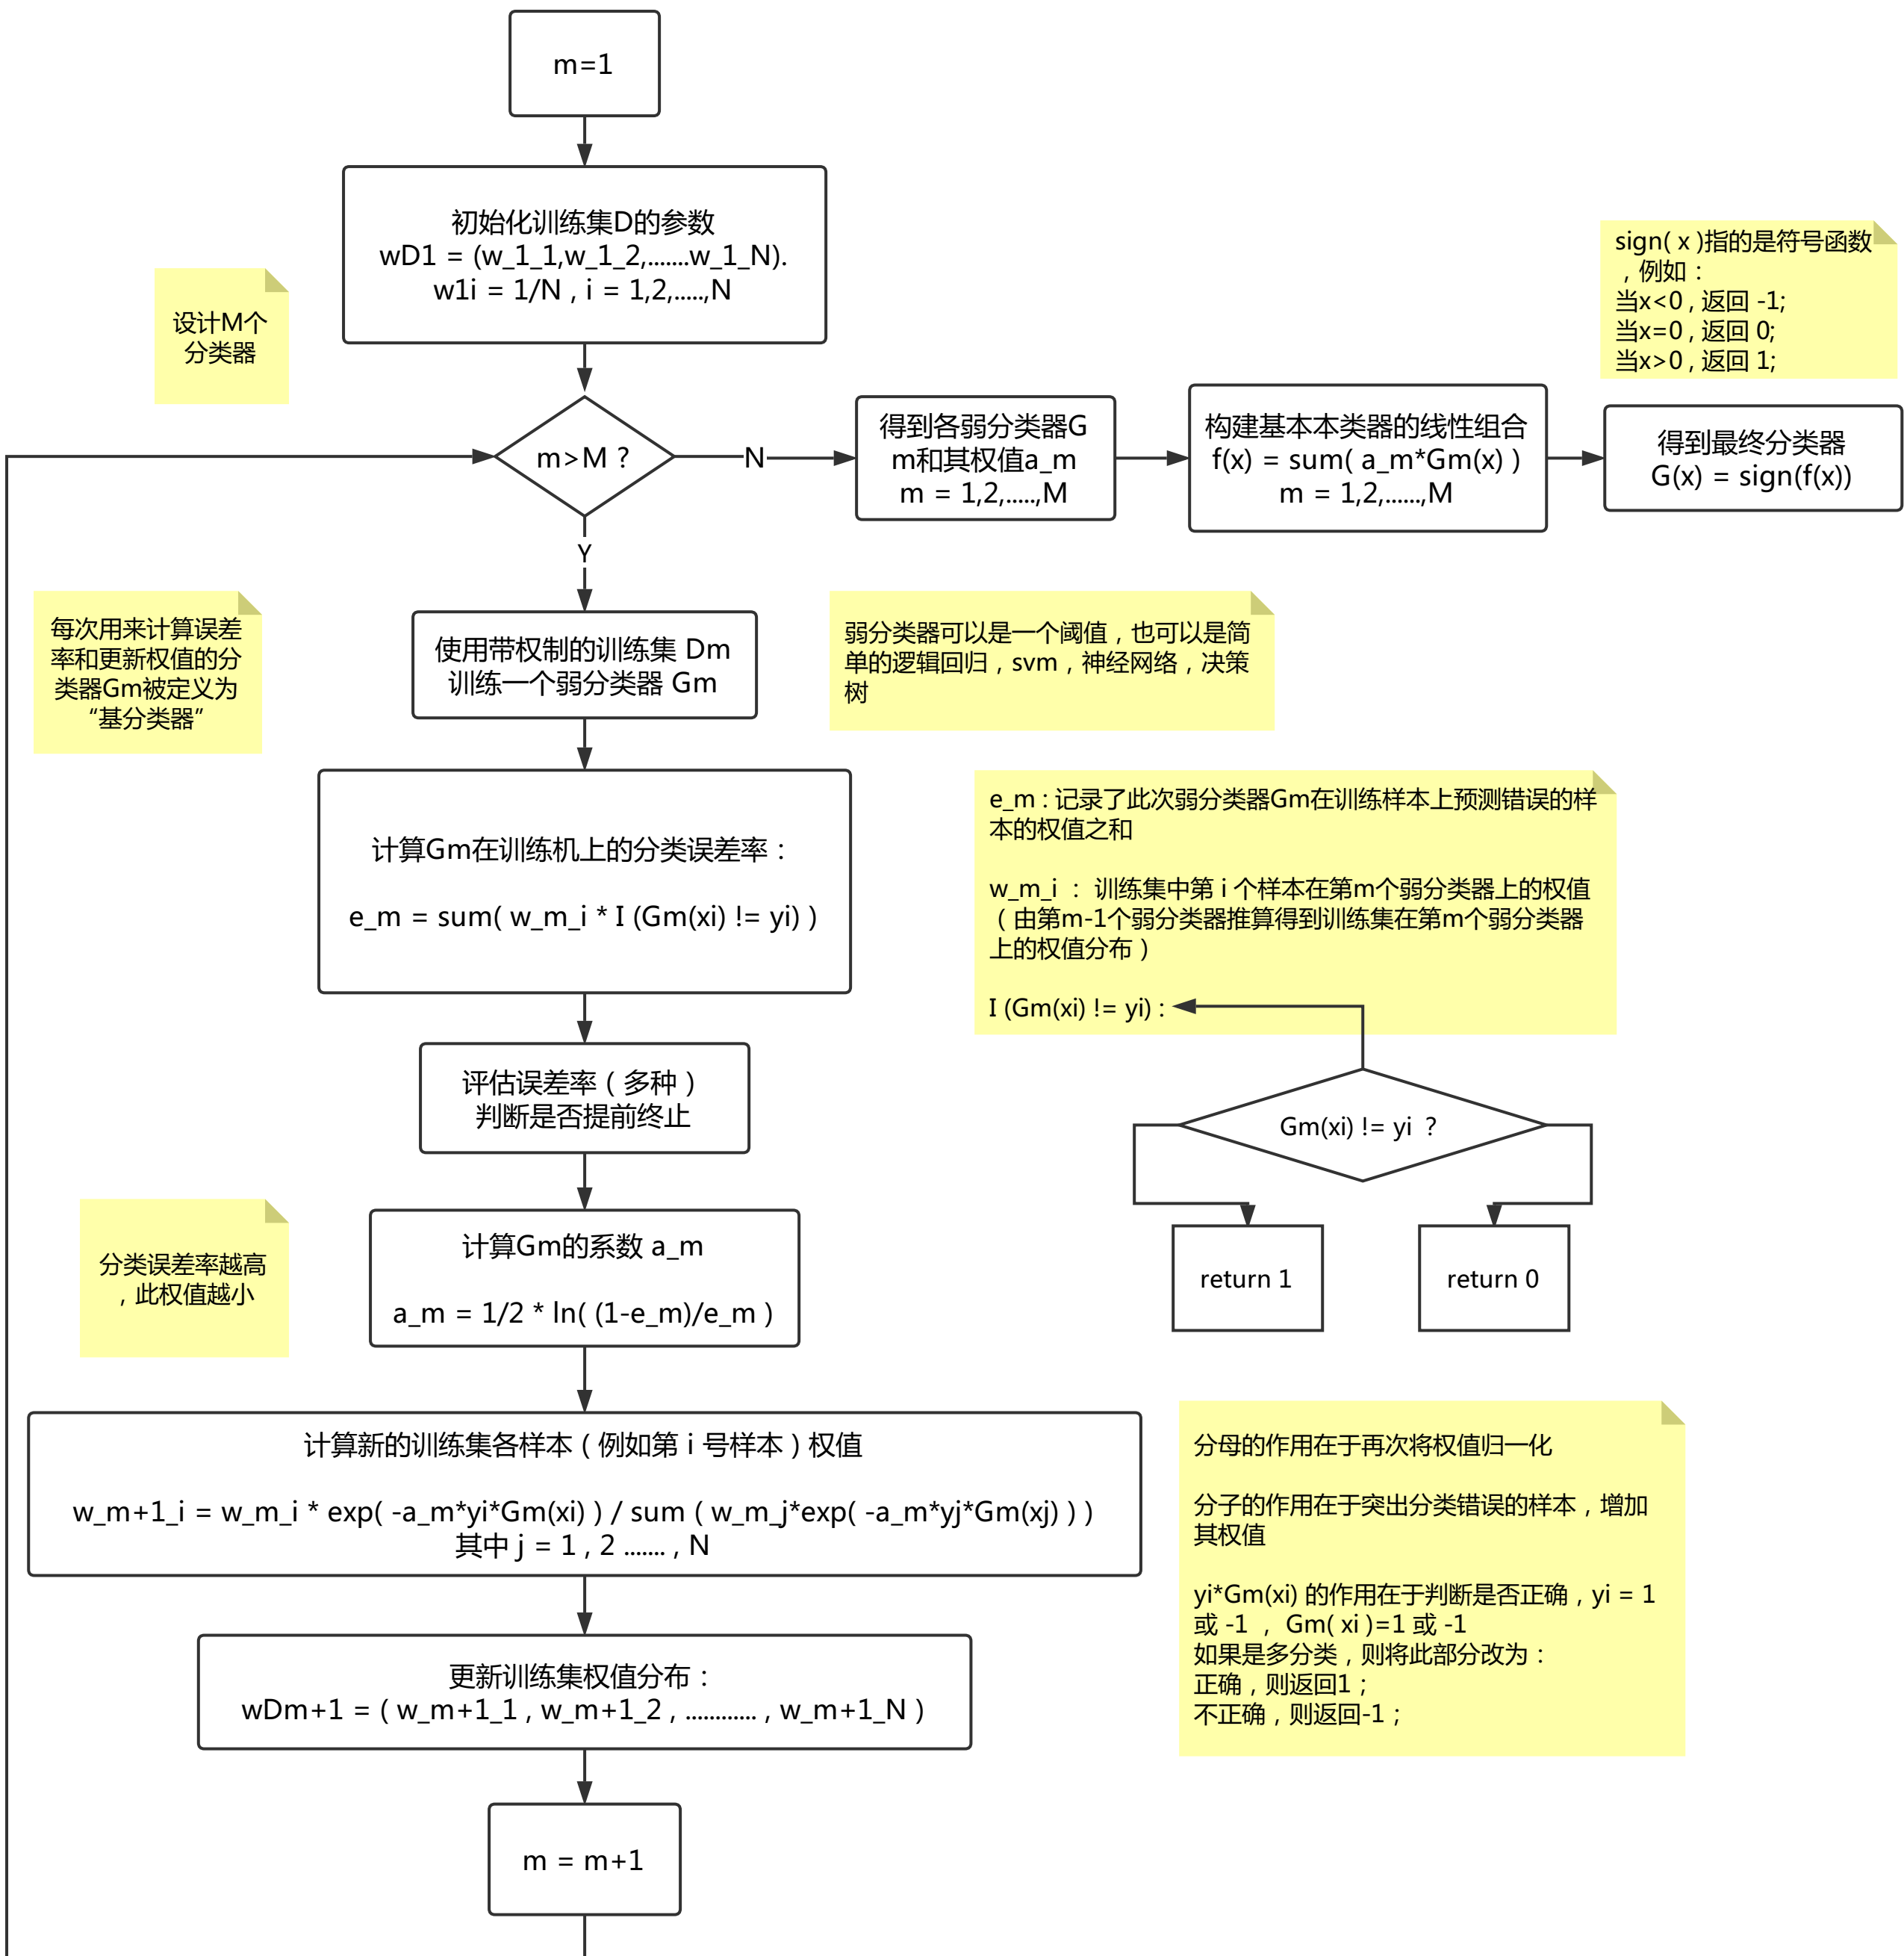 m=1
初始化训练集D的参数
wD1 = (w_1_1,w_1_2,.......w_1_N).
w1i = 1/N , i = 1,2,.....,N
设计M个
分类器
sign( x )指的是符号函数
，例如：
当x<0 , 返回 -1;
当x=0 , 返回 0;
当x>0 , 返回 1;
m>M ?
N
得到各弱分类器G
m和其权值a_m
m = 1,2,.....,M
构建基本本类器的线性组合
f(x) = sum( a_m*Gm(x) )
m = 1,2,......,M
得到最终分类器
G(x) = sign(f(x))
Y
每次用来计算误差
率和更新权值的分
类器Gm被定义为
“基分类器”
使用带权制的训练集 Dm
训练一个弱分类器 Gm
弱分类器可以是一个阈值，也可以是简
单的逻辑回归，svm，神经网络，决策
树
计算Gm在训练机上的分类误差率：
e_m = sum( w_m_i * I (Gm(xi) != yi) )
e_m : 记录了此次弱分类器Gm在训练样本上预测错误的样
本的权值之和
w_m_i ： 训练集中第 i 个样本在第m个弱分类器上的权值
（由第m-1个弱分类器推算得到训练集在第m个弱分类器
上的权值分布）
I (Gm(xi) != yi) :
评估误差率（多种）
判断是否提前终止
Gm(xi) != yi ？
return 1
return 0
分类误差率越高
，此权值越小
计算Gm的系数 a_m
a_m = 1/2 * ln( (1-e_m)/e_m )
计算新的训练集各样本（例如第 i 号样本）权值
w_m+1_i = w_m_i * exp( -a_m*yi*Gm(xi) ) / sum ( w_m_j*exp( -a_m*yj*Gm(xj) ) )
其中 j = 1 , 2 ....... , N
分母的作用在于再次将权值归一化
分子的作用在于突出分类错误的样本，增加
其权值
yi*Gm(xi) 的作用在于判断是否正确，yi = 1
或 -1 ， Gm( xi )=1 或 -1
如果是多分类，则将此部分改为：
正确，则返回1；
不正确，则返回-1；
更新训练集权值分布：
wDm+1 = ( w_m+1_1 , w_m+1_2 , ............ , w_m+1_N )
m = m+1